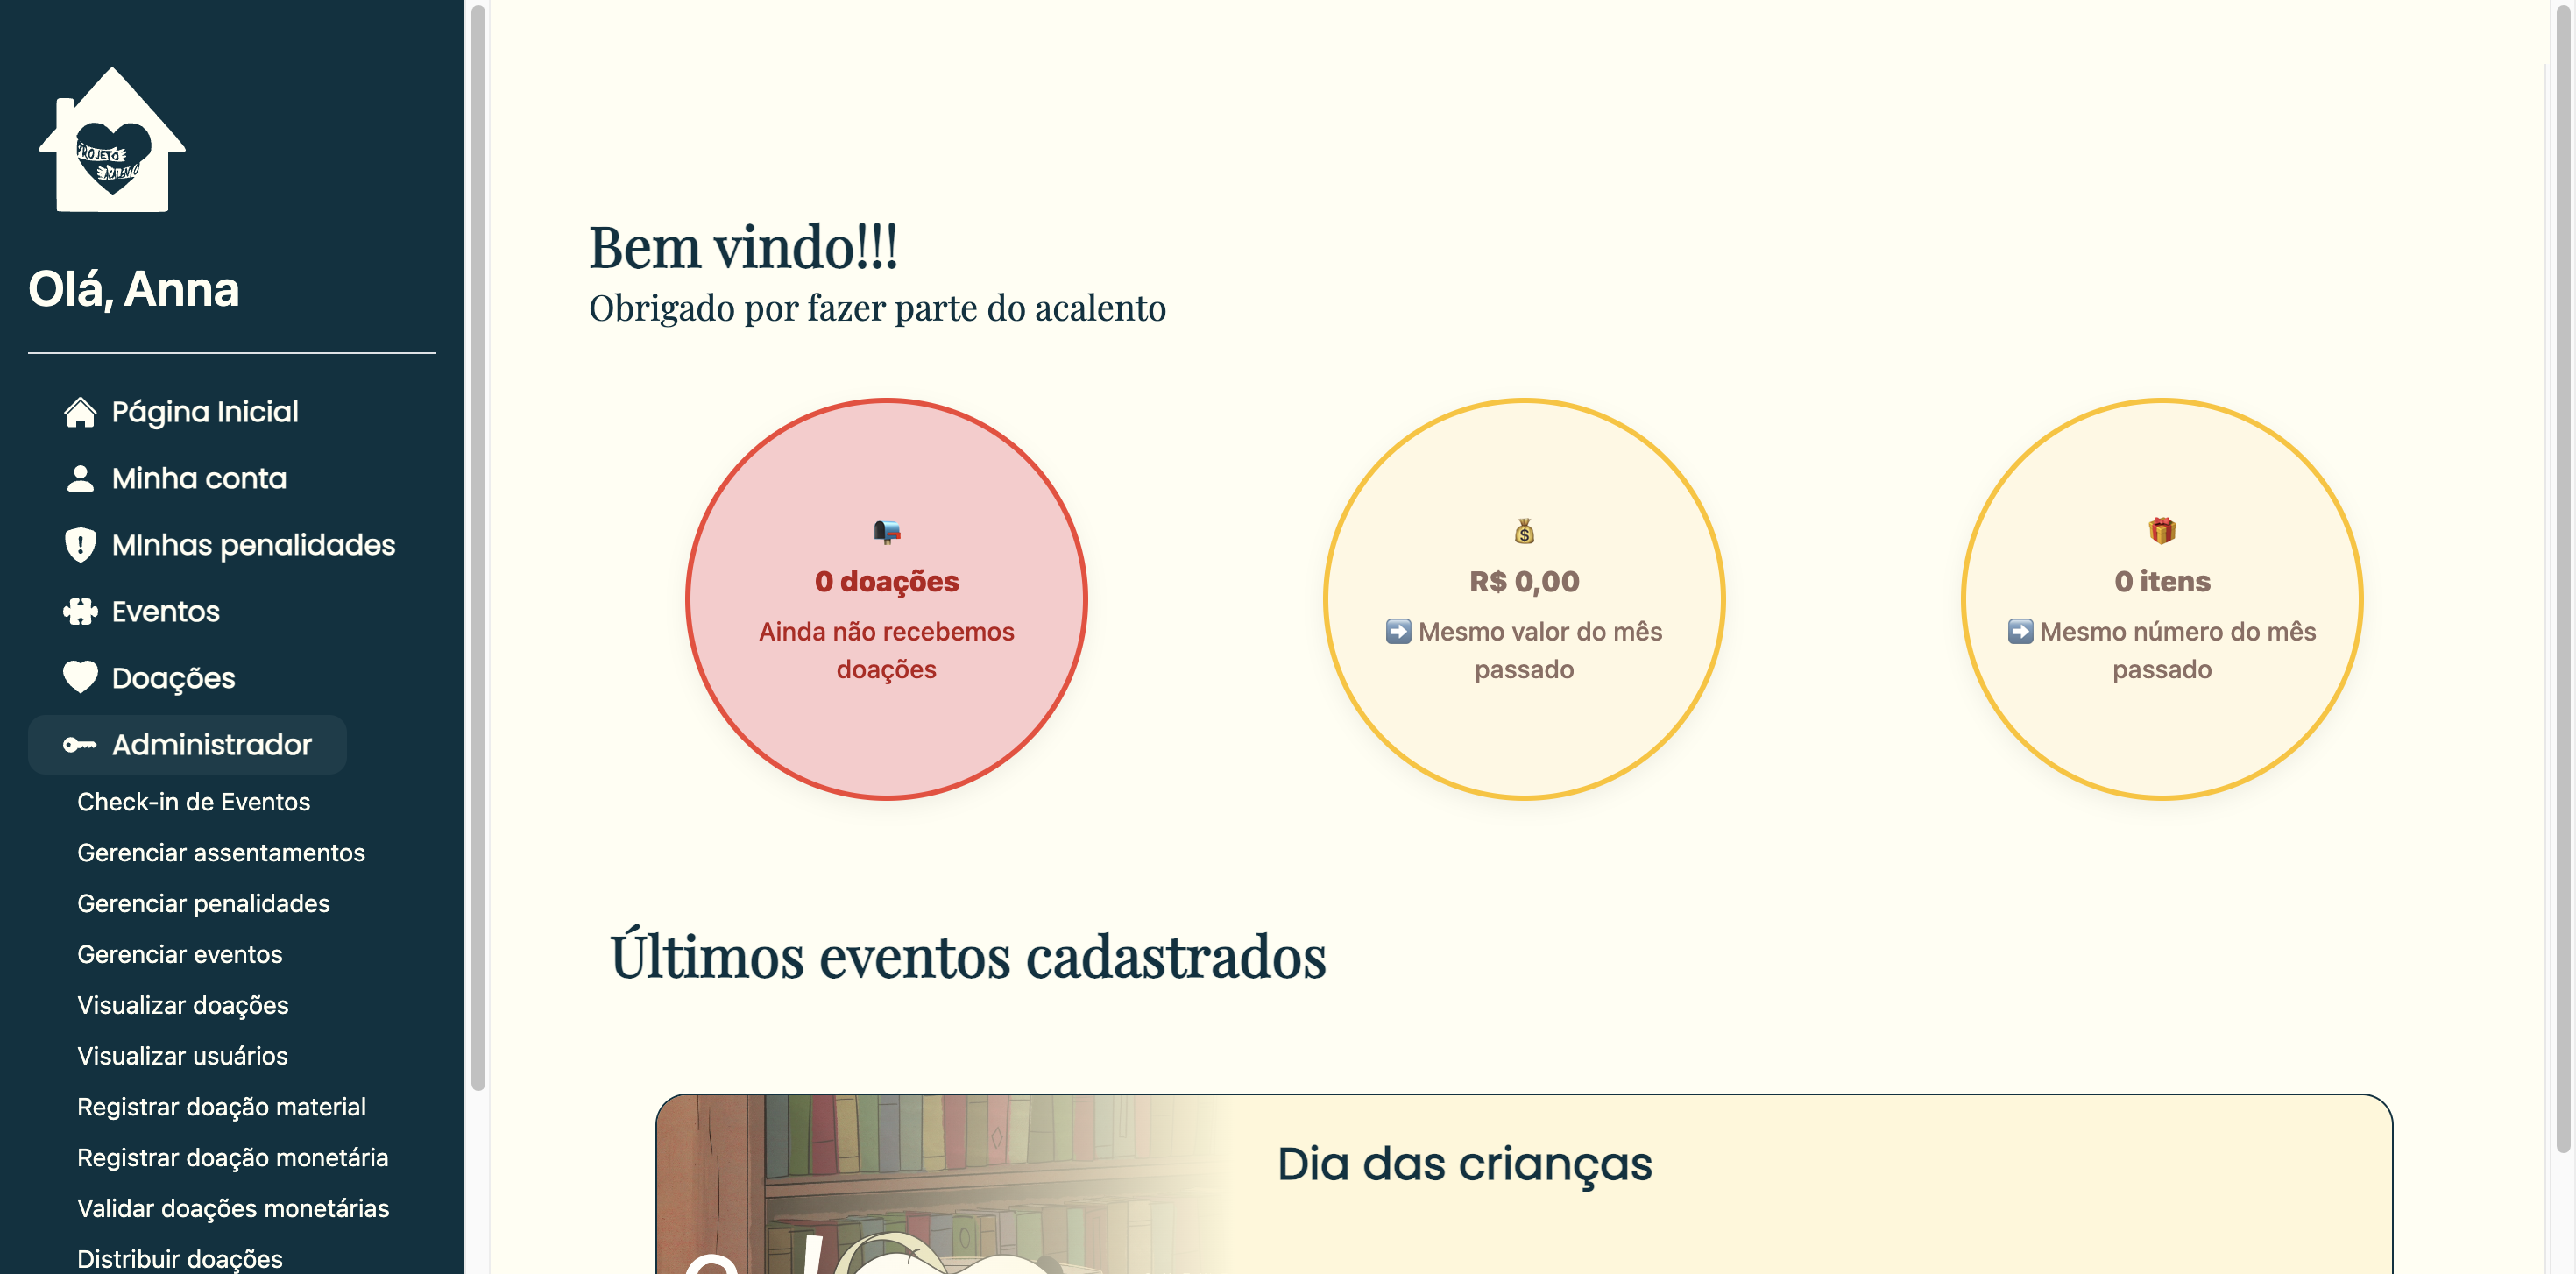 PROJETO
ACALENTO
Olá, Anna
Página Inicial
Minha conta
MInhas penalidades
Eventos
Doações
Administrador
Check-in de Eventos
Gerenciar assentamentos
Gerenciar penalidades
Gerenciar eventos
Visualizar doações
Visualizar usuários
Registrar doação material
Registrar doação monetária
Validar doações monetárias
Distribuir doações
Bem vindo!!!
Obrigado por fazer parte do acalento
0 doações
Ainda não recebemos
doações
R$ 0,00
Mesmo valor do mês
passado
0 itens
Mesmo número do mês
passado
Últimos eventos cadastrados
Dia das crianças